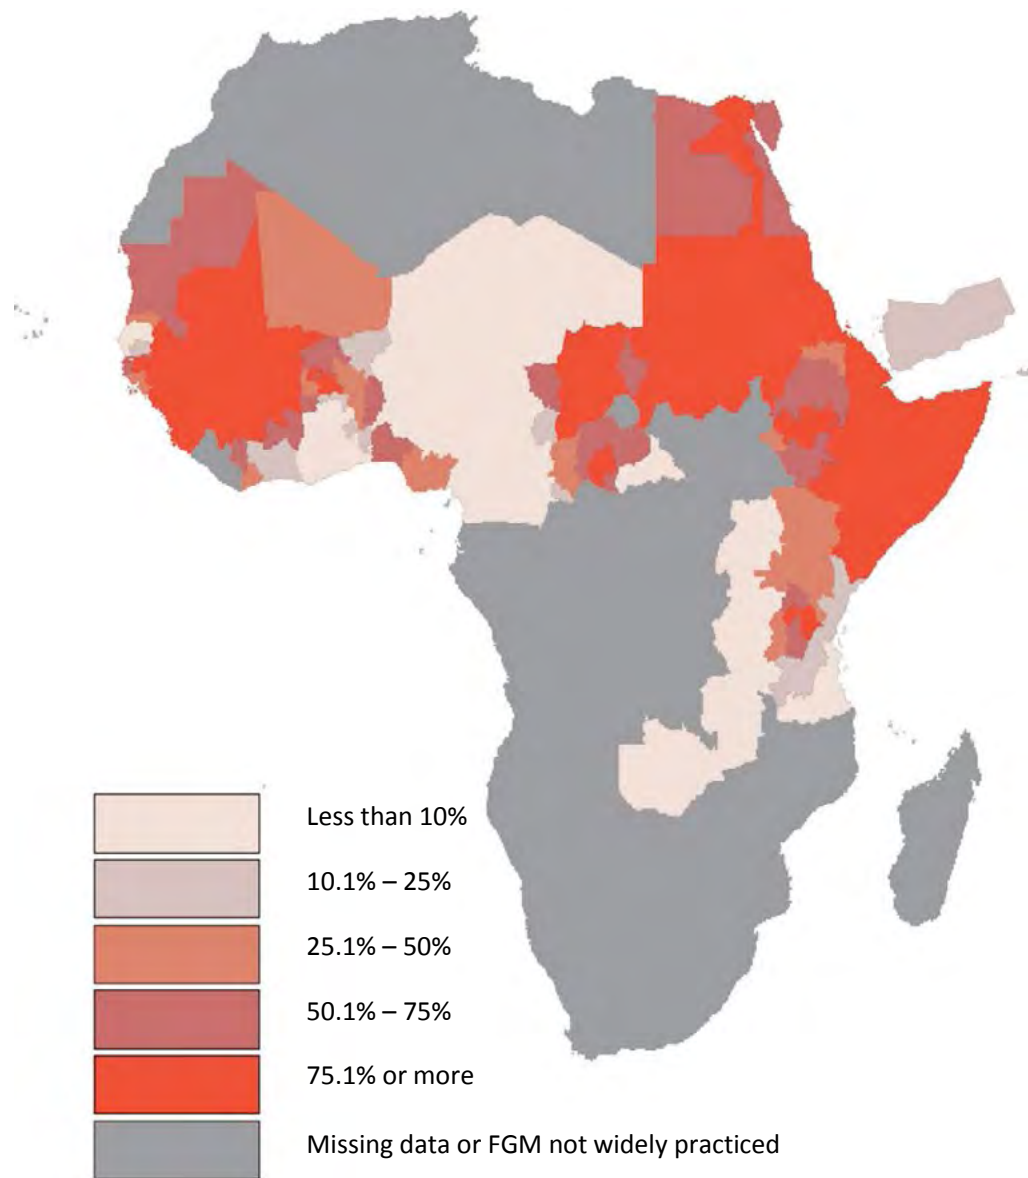 Less than 10%
10.1% – 25%
25.1% – 50%
50.1% – 75%
75.1% or more
Missing data or FGM not widely practiced